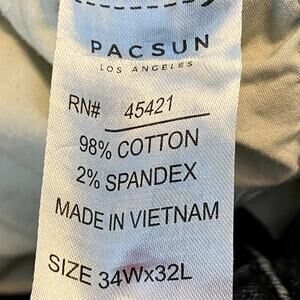 PACSUN
LOS ANGELES
RN# 45421
98% COTTON
2% SPANDEX
MADE IN VIETNAM
SIZE 34Wx32L